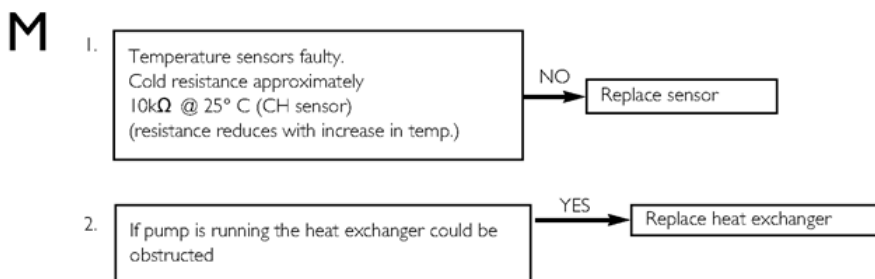 M
1.
Temperature sensors faulty.
Cold resistance approximately
10kΩ @ 25° C (CH sensor)
(resistance reduces with increase in temp.)
NO
Replace sensor
2.
If pump is running the heat exchanger could be
obstructed
YES
Replace heat exchanger